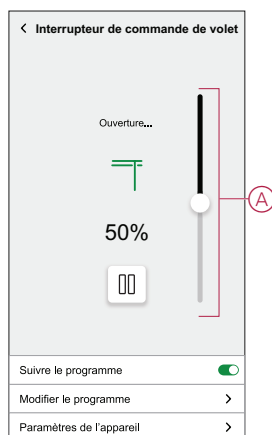 Interrupteur de commande de volet
Ouverture...
A
50%
Suivre le programme
Modifier le programme
Paramètres de l'appareil